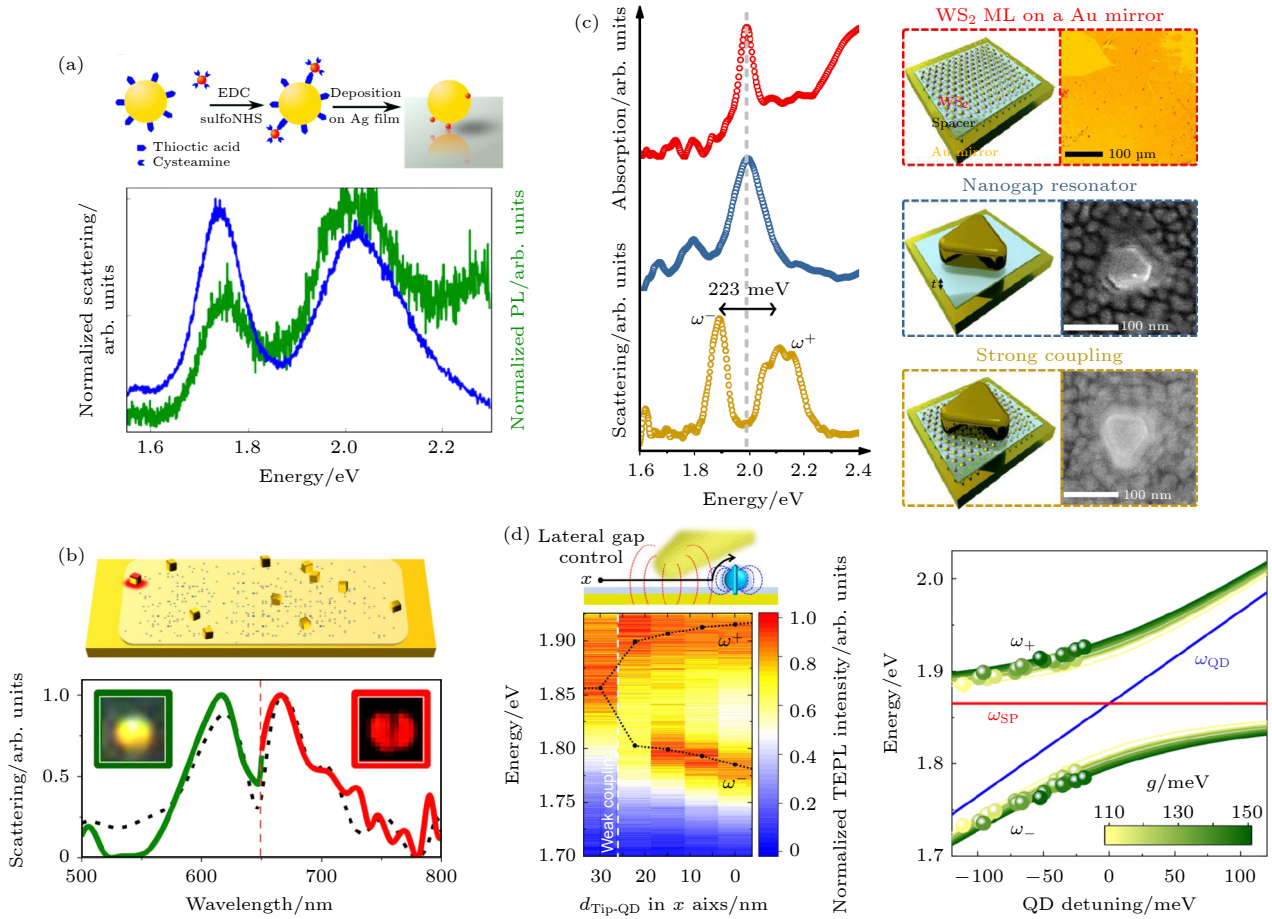 (a)
EDC
sulfoNHS
Deposition
on Ag film
Thioctic acid
Cysteamine
Normalized scattering/
arb. units
Normalized PL/arb. units
1.6 1.8 2.0 2.2
Energy/eV
(b)
Scattering/arb. units
1.0
0.5
0
500 600 700 800
Wavelength/nm
(c)
Absorption/arb. units
Scattering/arb. units
223 meV
ω−
ω+
1.6 1.8 2.0 2.2 2.4
Energy/eV
WS₂ ML on a Au mirror
WS₂
Spacer
Au mirror
100 μm
Nanogap resonator
t
100 nm
Strong coupling
100 nm
(d)
Lateral gap
control
x
Energy/eV
1.90
1.85
1.80
1.75
1.70
Weak coupling
ω+
ω−
30 20 10 0
d Tip-QD in x aixs/nm
1.0
0.8
0.6
0.4
0.2
0
Normalized TEPL intensity/arb. units
Energy/eV
2.0
1.9
1.8
1.7
ω+
ωQD
ωSP
ω−
g/meV
110 130 150
−100 −50 0 50 100
QD detuning/meV